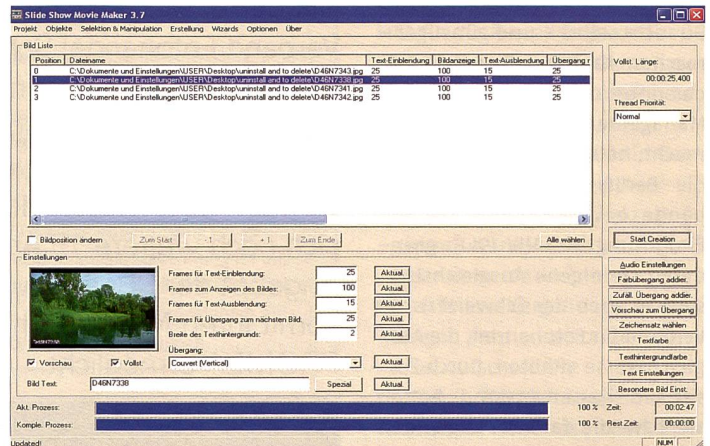 Slide Show Movie Maker 3.7
Projekt Objekte Selektion & Manipulation Erstellung Wizards Optionen Über
Bild Liste
Position Dateiname Text-Einblendung Bildanzeige Text-Ausblendung Übergang r
0 C:\Dokumente und Einstellungen\USER\Desktop\uninstall and to delete\D46N7343.jpg 25 100 15 25
1 C:\Dokumente und Einstellungen\USER\Desktop\uninstall and to delete\D46N7338.jpg 25 100 15 25
2 C:\Dokumente und Einstellungen\USER\Desktop\uninstall and to delete\D46N7341.jpg 25 100 15 25
3 C:\Dokumente und Einstellungen\USER\Desktop\uninstall and to delete\D46N7342.jpg 25 100 15 25
Vollst. Länge:
00:00:25,400
Thread Priorität:
Normal
Bildposition ändern Zum Start - 1 + 1 Zum Ende Alle wählen
Start Creation
Einstellungen
Frames für Text-Einblendung: 25 Aktual.
Frames zum Anzeigen des Bildes: 100 Aktual.
Frames für Text-Ausblendung: 15 Aktual.
Frames für Übergang zum nächsten Bild: 25 Aktual.
Breite des Texthintergrunds: 2 Aktual.
Übergang:
Couvert (Vertical) Aktual.
Vorschau Vollst.
Bild Text: D46N7338 Spezial Aktual.
Audio Einstellungen
Farbübergang addier.
Zufäll. Übergang addier.
Vorschau zum Übergang
Zeichensatz wählen
Textfarbe
Texthintergrundfarbe
Text Einstellungen
Besondere Bild Einst.
Akt. Prozess: 100 % Zeit: 00:02:47
Komple. Prozess: 100 % Rest Zeit: 00:00:00
Updated! NUM